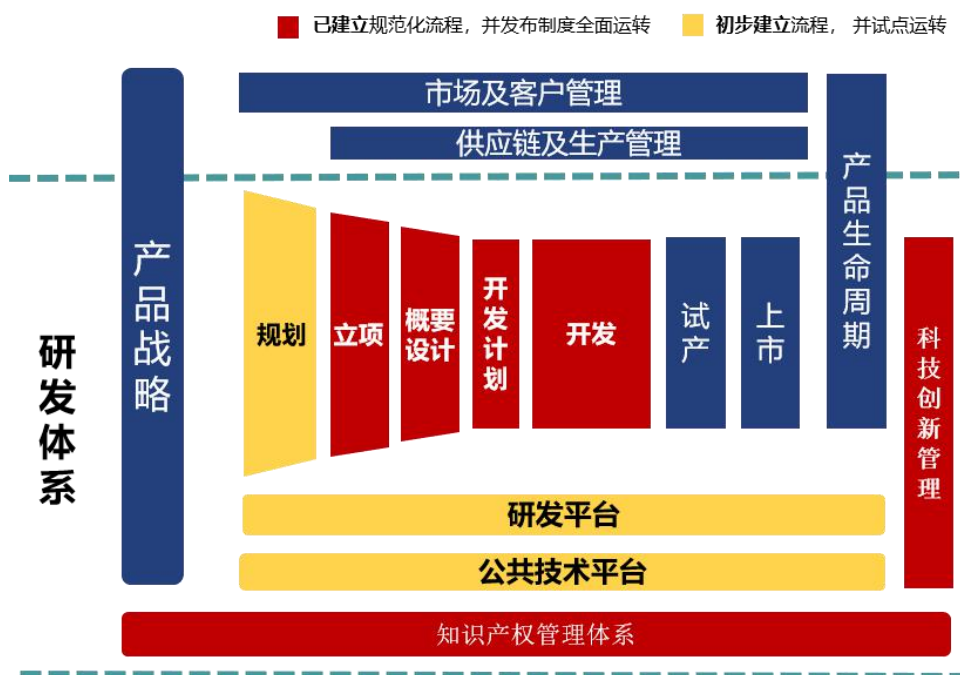 已建立规范化流程，并发布制度全面运转
初步建立流程， 并试点运转
市场及客户管理
供应链及生产管理
研发体系
产品战略
规划
立项
概要
设计
开发计划
开发
试产
上市
产品生命周期
科技创新管理
研发平台
公共技术平台
知识产权管理体系